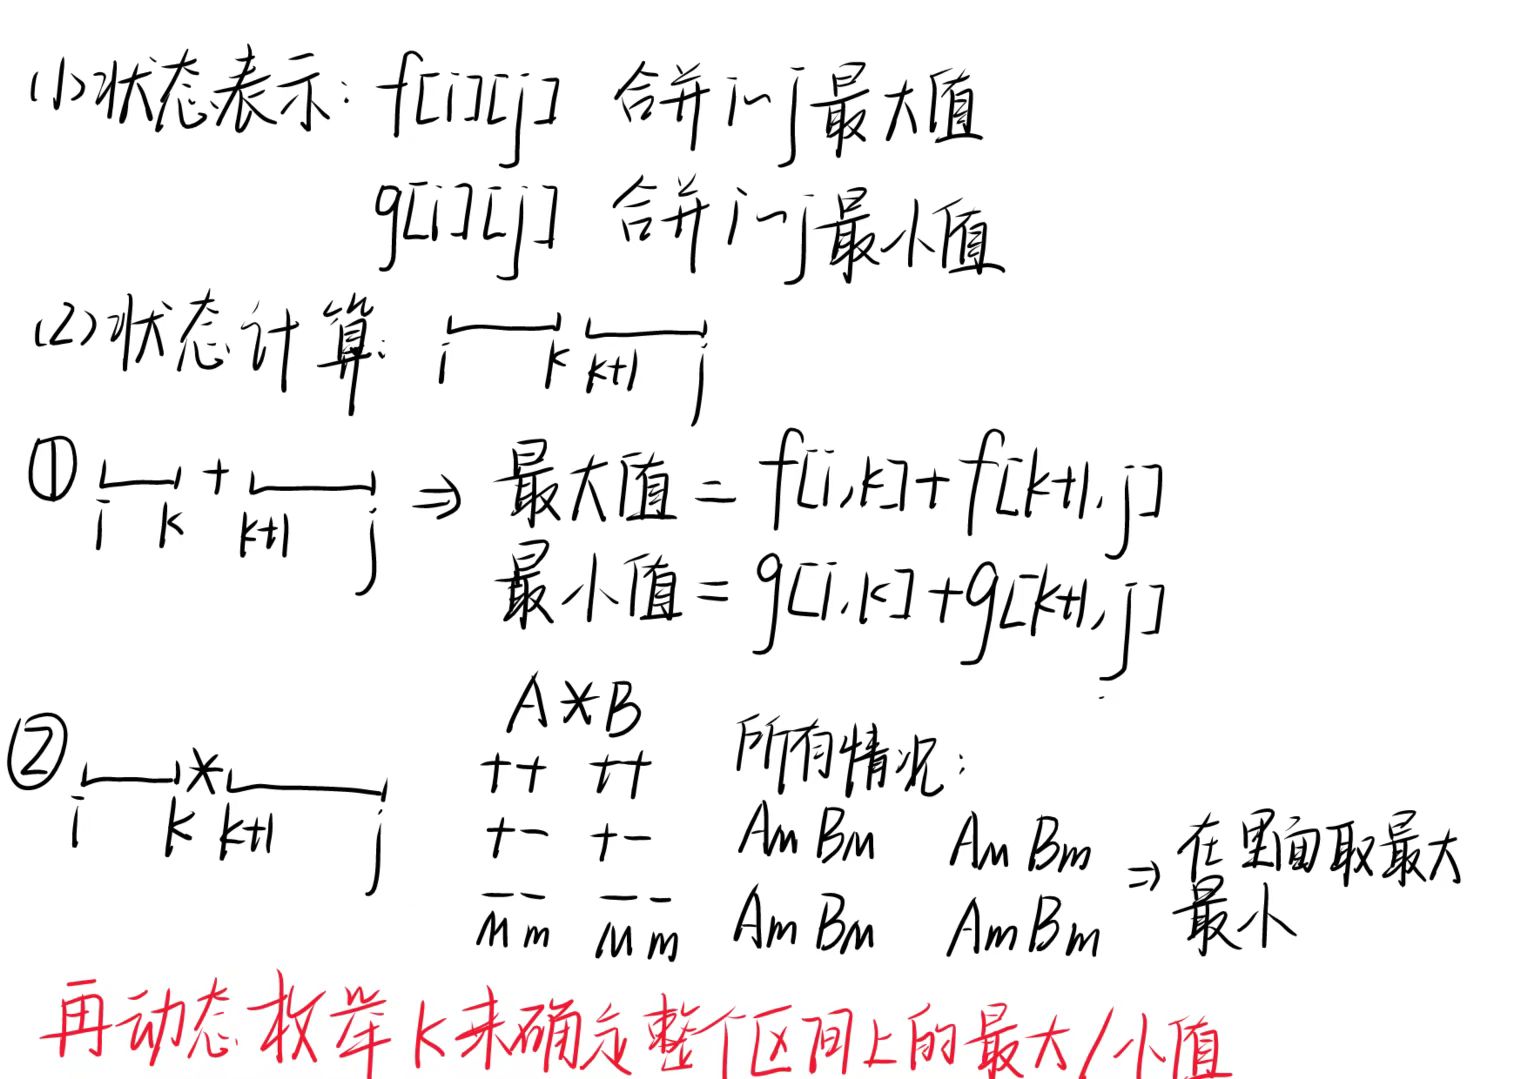 (1)状态表示: f[i][j] 合并i~j最大值
g[i][j] 合并i~j最小值
(2)状态计算: i k k+1 j
① i k + k+1 j ⇒ 最大值 = f[i,k]+f[k+1,j]
最小值 = g[i,k]+g[k+1,j]
② i k * k+1 j
A*B
++ ++
+- +-
-- --
M m M m
所有情况:
AM BM AM Bm
Am BM Am Bm
⇒ 在里面取最大
最小
再动态枚举k来确定整个区间上的最大/小值